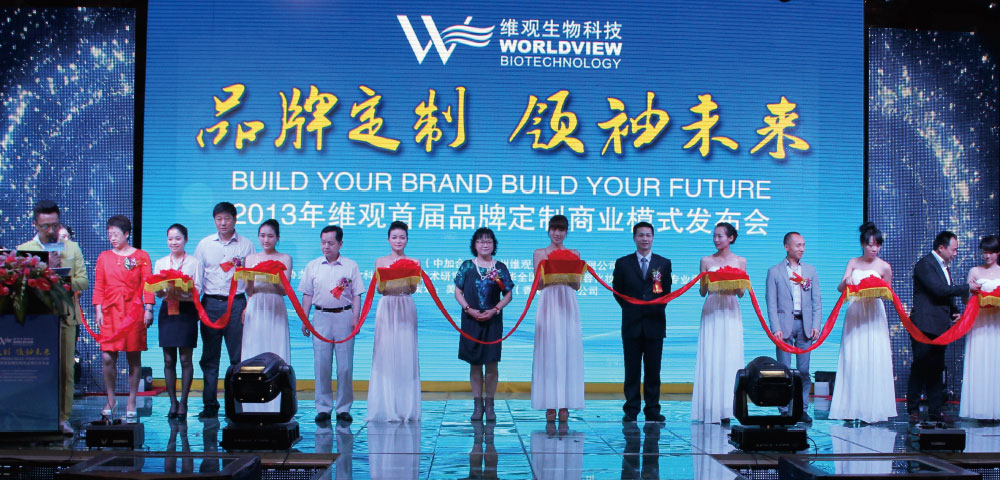 维观生物科技
WORLDVIEW
BIOTECHNOLOGY
品牌定制 领袖未来
BUILD YOUR BRAND BUILD YOUR FUTURE
2013年维观首届品牌定制商业模式发布会